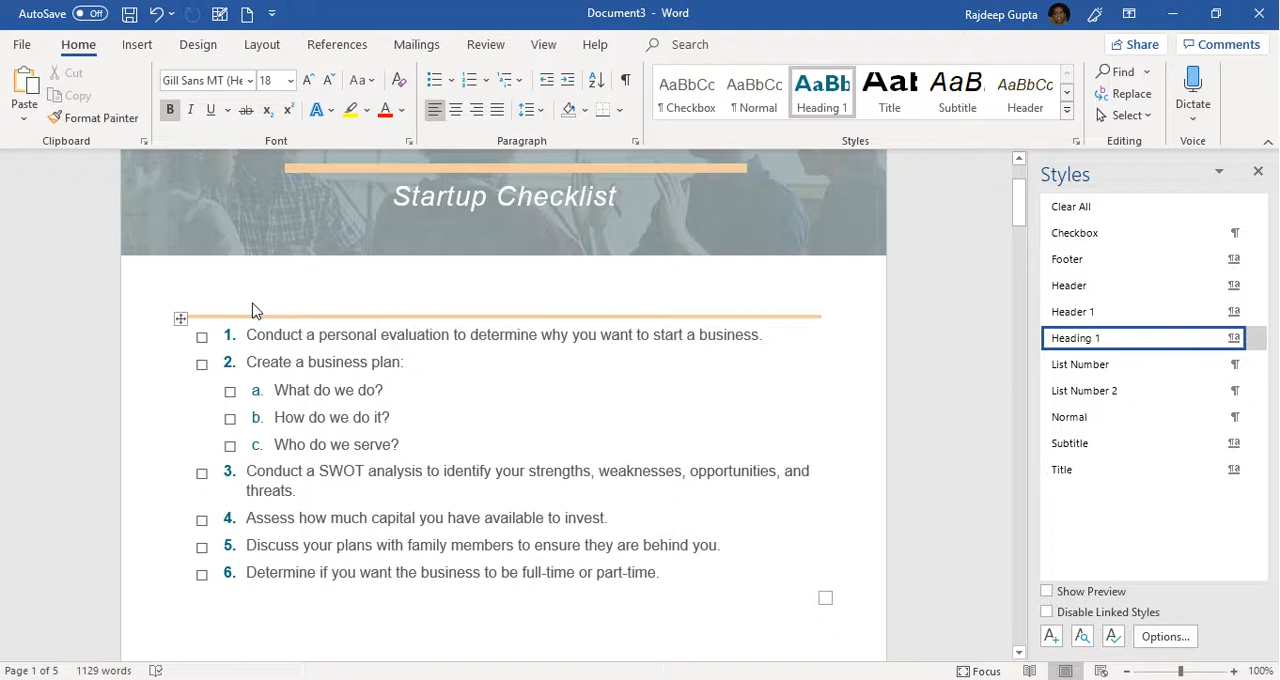 AutoSave Off Document3 - Word Rajdeep Gupta
File Home Insert Design Layout References Mailings Review View Help Search Share Comments
Paste Cut Copy Format Painter
Clipboard
Gill Sans MT (He 18 Aa
B I U ab x₂ x² A A
Font
Paragraph
AaBbCc AaBbCc AaBb AaB AaB AaBbCc
¶ Checkbox ¶ Normal Heading 1 Title Subtitle Header
Styles
Find
Replace
Select
Editing
Dictate
Voice
Startup Checklist
1. Conduct a personal evaluation to determine why you want to start a business.
2. Create a business plan:
a. What do we do?
b. How do we do it?
c. Who do we serve?
3. Conduct a SWOT analysis to identify your strengths, weaknesses, opportunities, and
threats.
4. Assess how much capital you have available to invest.
5. Discuss your plans with family members to ensure they are behind you.
6. Determine if you want the business to be full-time or part-time.
Styles
Clear All
Checkbox ¶
Footer ¶a
Header ¶a
Header 1 ¶a
Heading 1 ¶a
List Number ¶
List Number 2 ¶
Normal ¶
Subtitle ¶a
Title ¶a
Show Preview
Disable Linked Styles
Options...
Page 1 of 5 1129 words Focus 100%